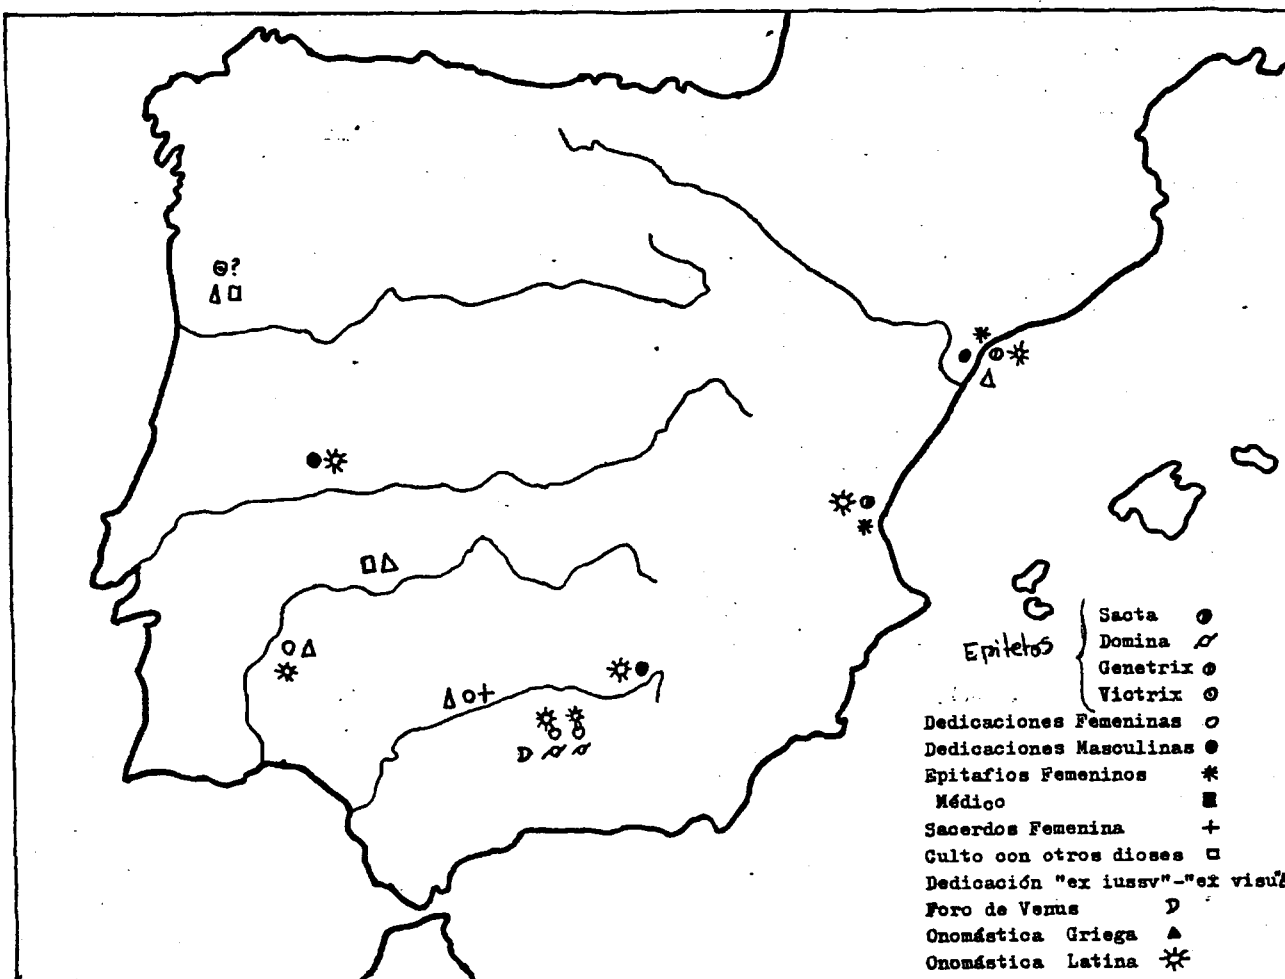 Epitetos
Sacta
Domina
Genetrix
Victrix
Dedicaciones Femeninas
Dedicaciones Masculinas
Epitafios Femeninos
Médico
Sacerdos Femenina
Culto con otros dioses
Dedicación "ex iussv"-"ex visu"
Foro de Venus
Onomástica Griega
Onomástica Latina
?